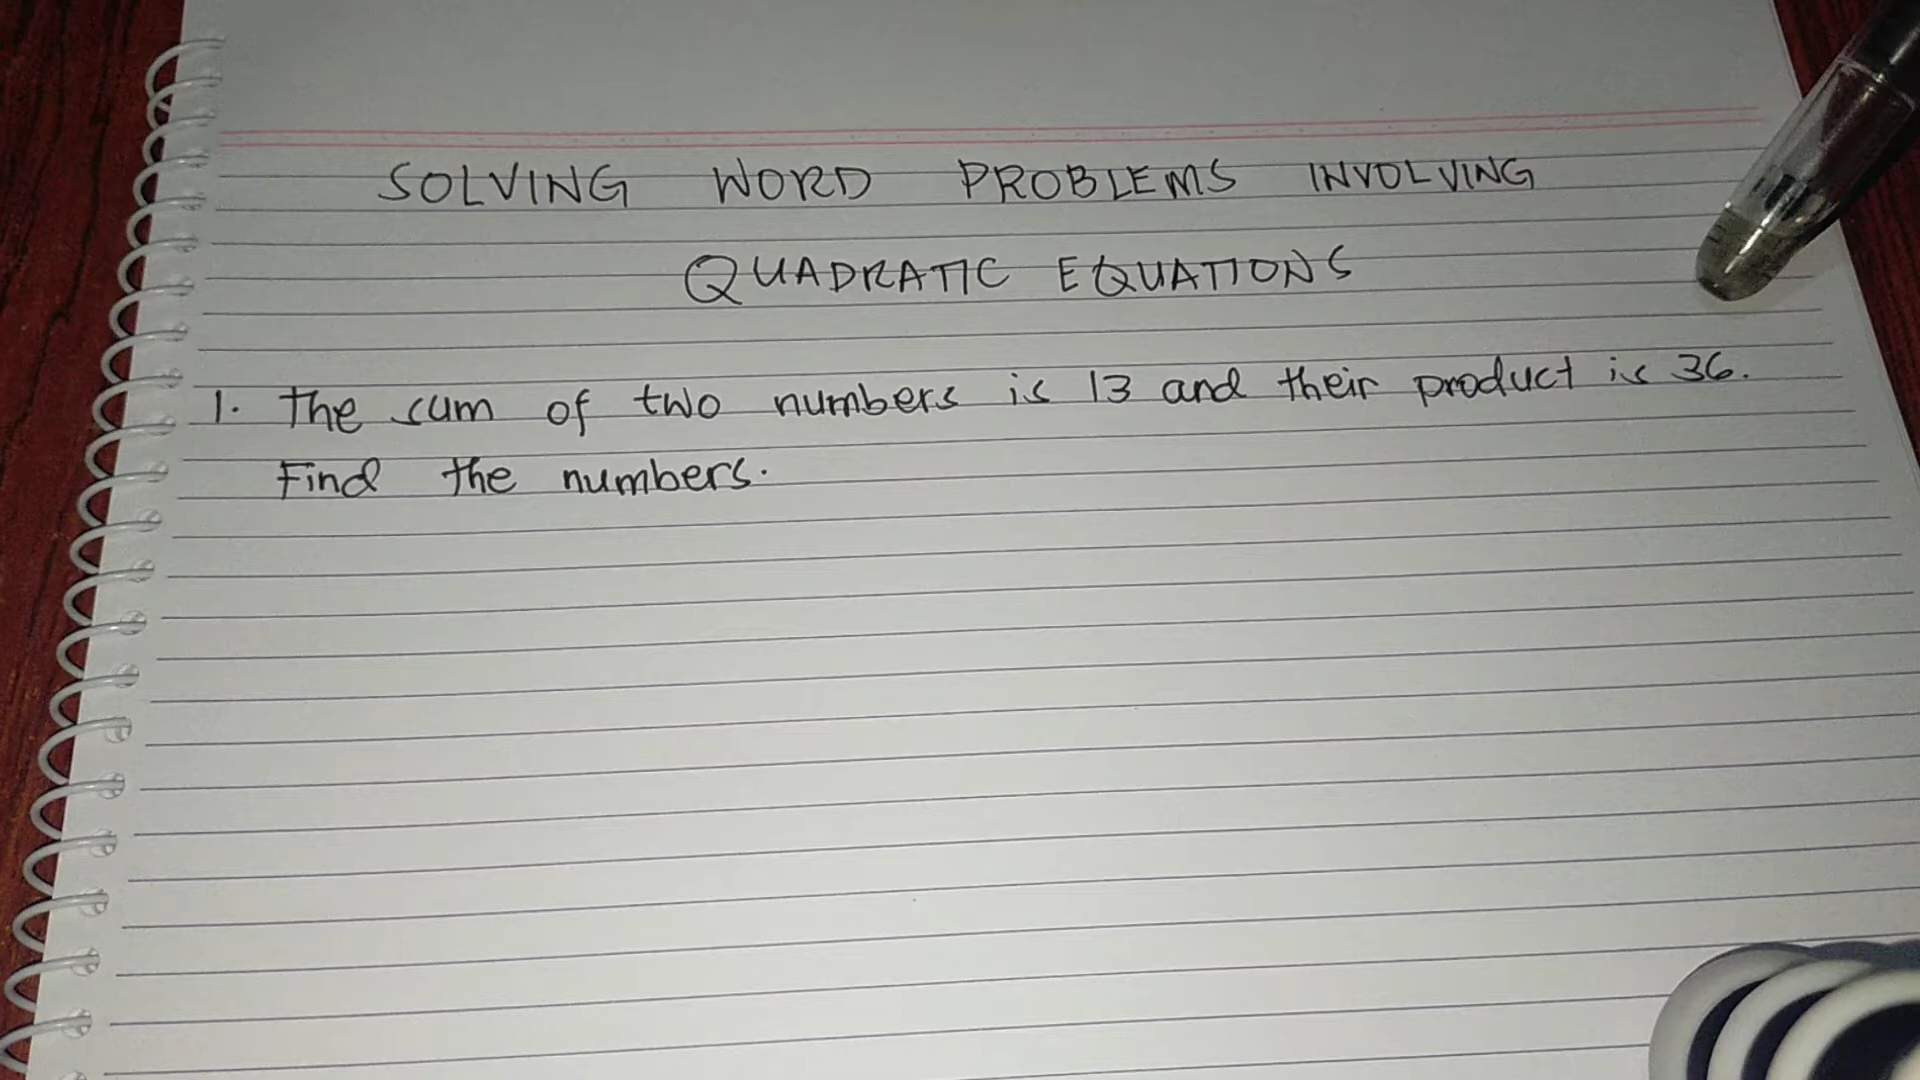 SOLVING WORD PROBLEMS INVOLVING
QUADRATIC EQUATIONS
1. The sum of two numbers is 13 and their product is 36.
Find the numbers.